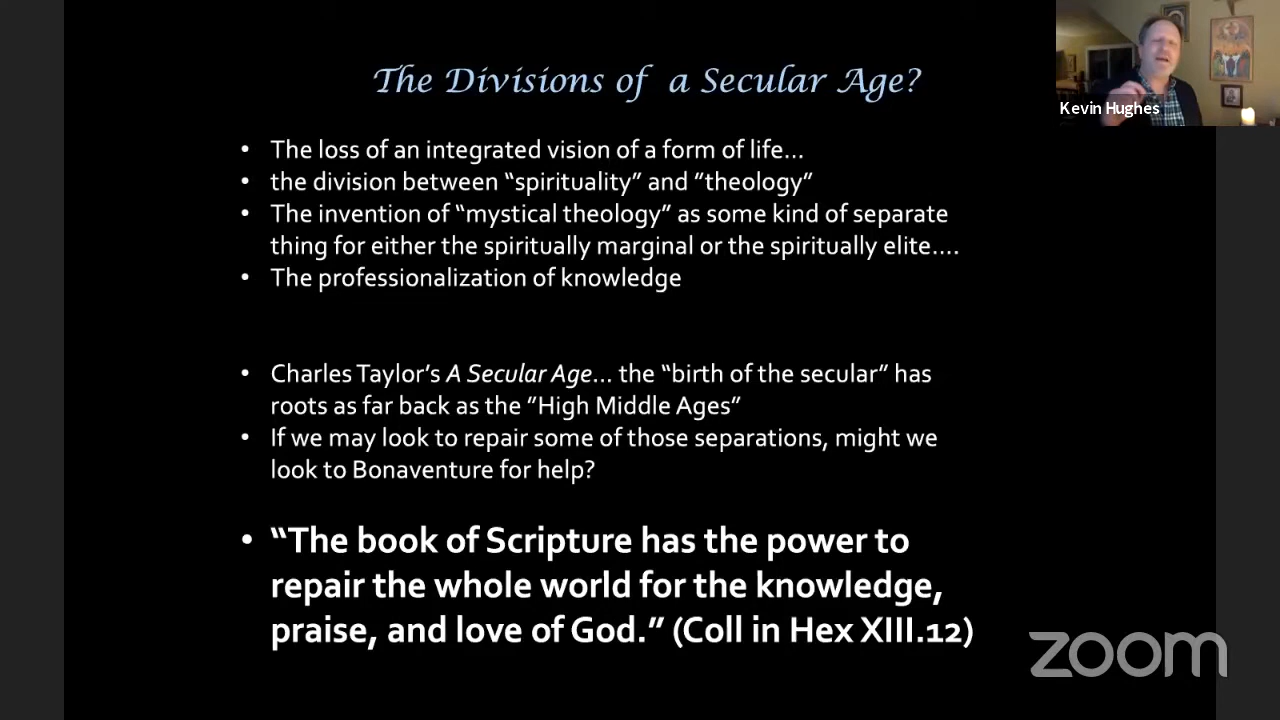 The Divisions of a Secular Age?
Kevin Hughes
• The loss of an integrated vision of a form of life...
• the division between “spirituality” and ”theology”
• The invention of “mystical theology” as some kind of separate
thing for either the spiritually marginal or the spiritually elite....
• The professionalization of knowledge
• Charles Taylor’s A Secular Age... the “birth of the secular” has
roots as far back as the ”High Middle Ages”
• If we may look to repair some of those separations, might we
look to Bonaventure for help?
• “The book of Scripture has the power to
repair the whole world for the knowledge,
praise, and love of God.” (Coll in Hex XIII.12)
zoom